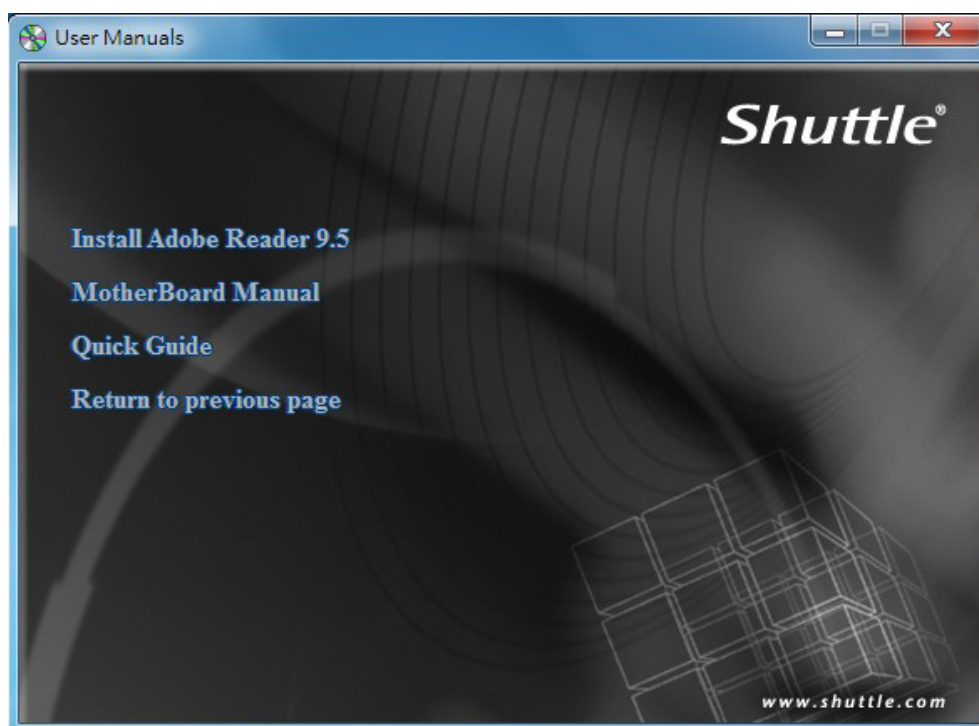 User Manuals
Shuttle®
Install Adobe Reader 9.5
MotherBoard Manual
Quick Guide
Return to previous page
www.shuttle.com